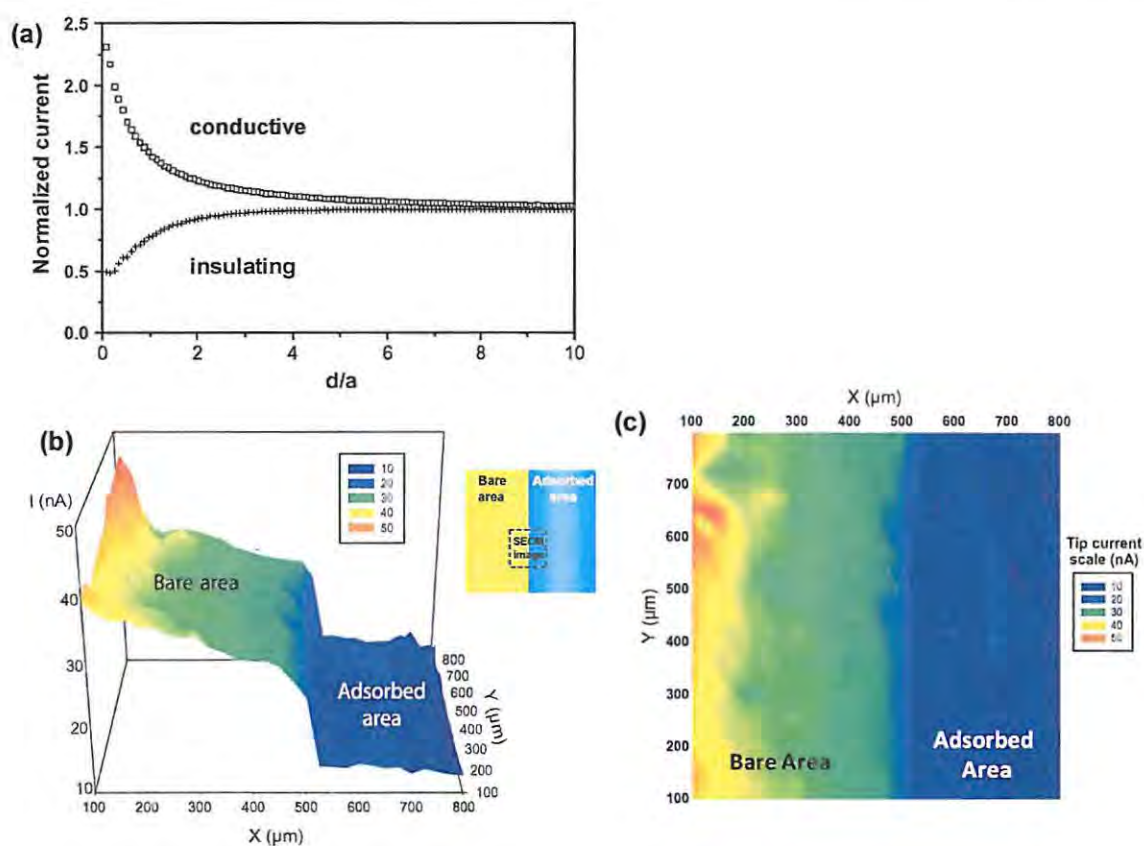 (a)
2.5
2.0
1.5
1.0
0.5
0.0
Normalized current
conductive
insulating
0 2 4 6 8 10
d/a
(b)
I (nA)
50
40
30
20
10
10
20
30
40
50
Bare area
Adsorbed
area
100 200 300 400 500 600 700 800
X (µm)
800
700
600
500
400
300
200
100
Y (µm)
Bare
area
Adsorbed
area
SECM
image
(c)
X (µm)
100 200 300 400 500 600 700 800
700
600
500
400
300
200
100
Y (µm)
Bare Area
Adsorbed
Area
Tip current
scale (nA)
10
20
30
40
50